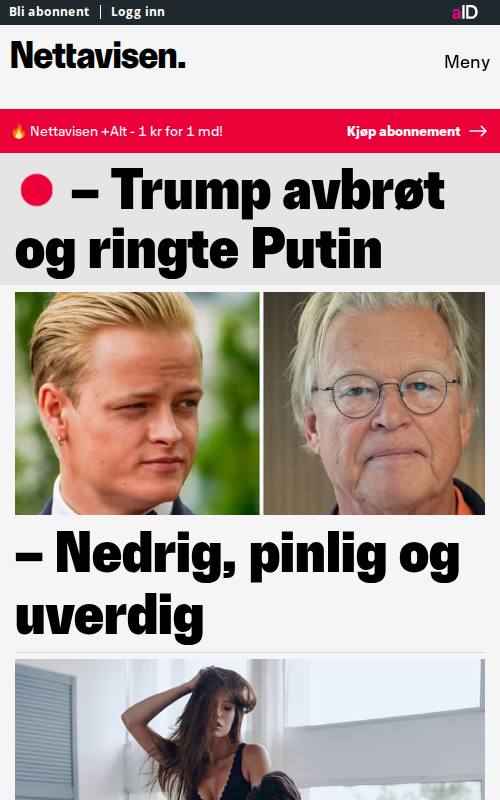 Bli abonnent | Logg inn
aID
Nettavisen.
Meny
🔥 Nettavisen +Alt - 1 kr for 1 md!
Kjøp abonnement →
– Trump avbrøt
og ringte Putin
– Nedrig, pinlig og
uverdig